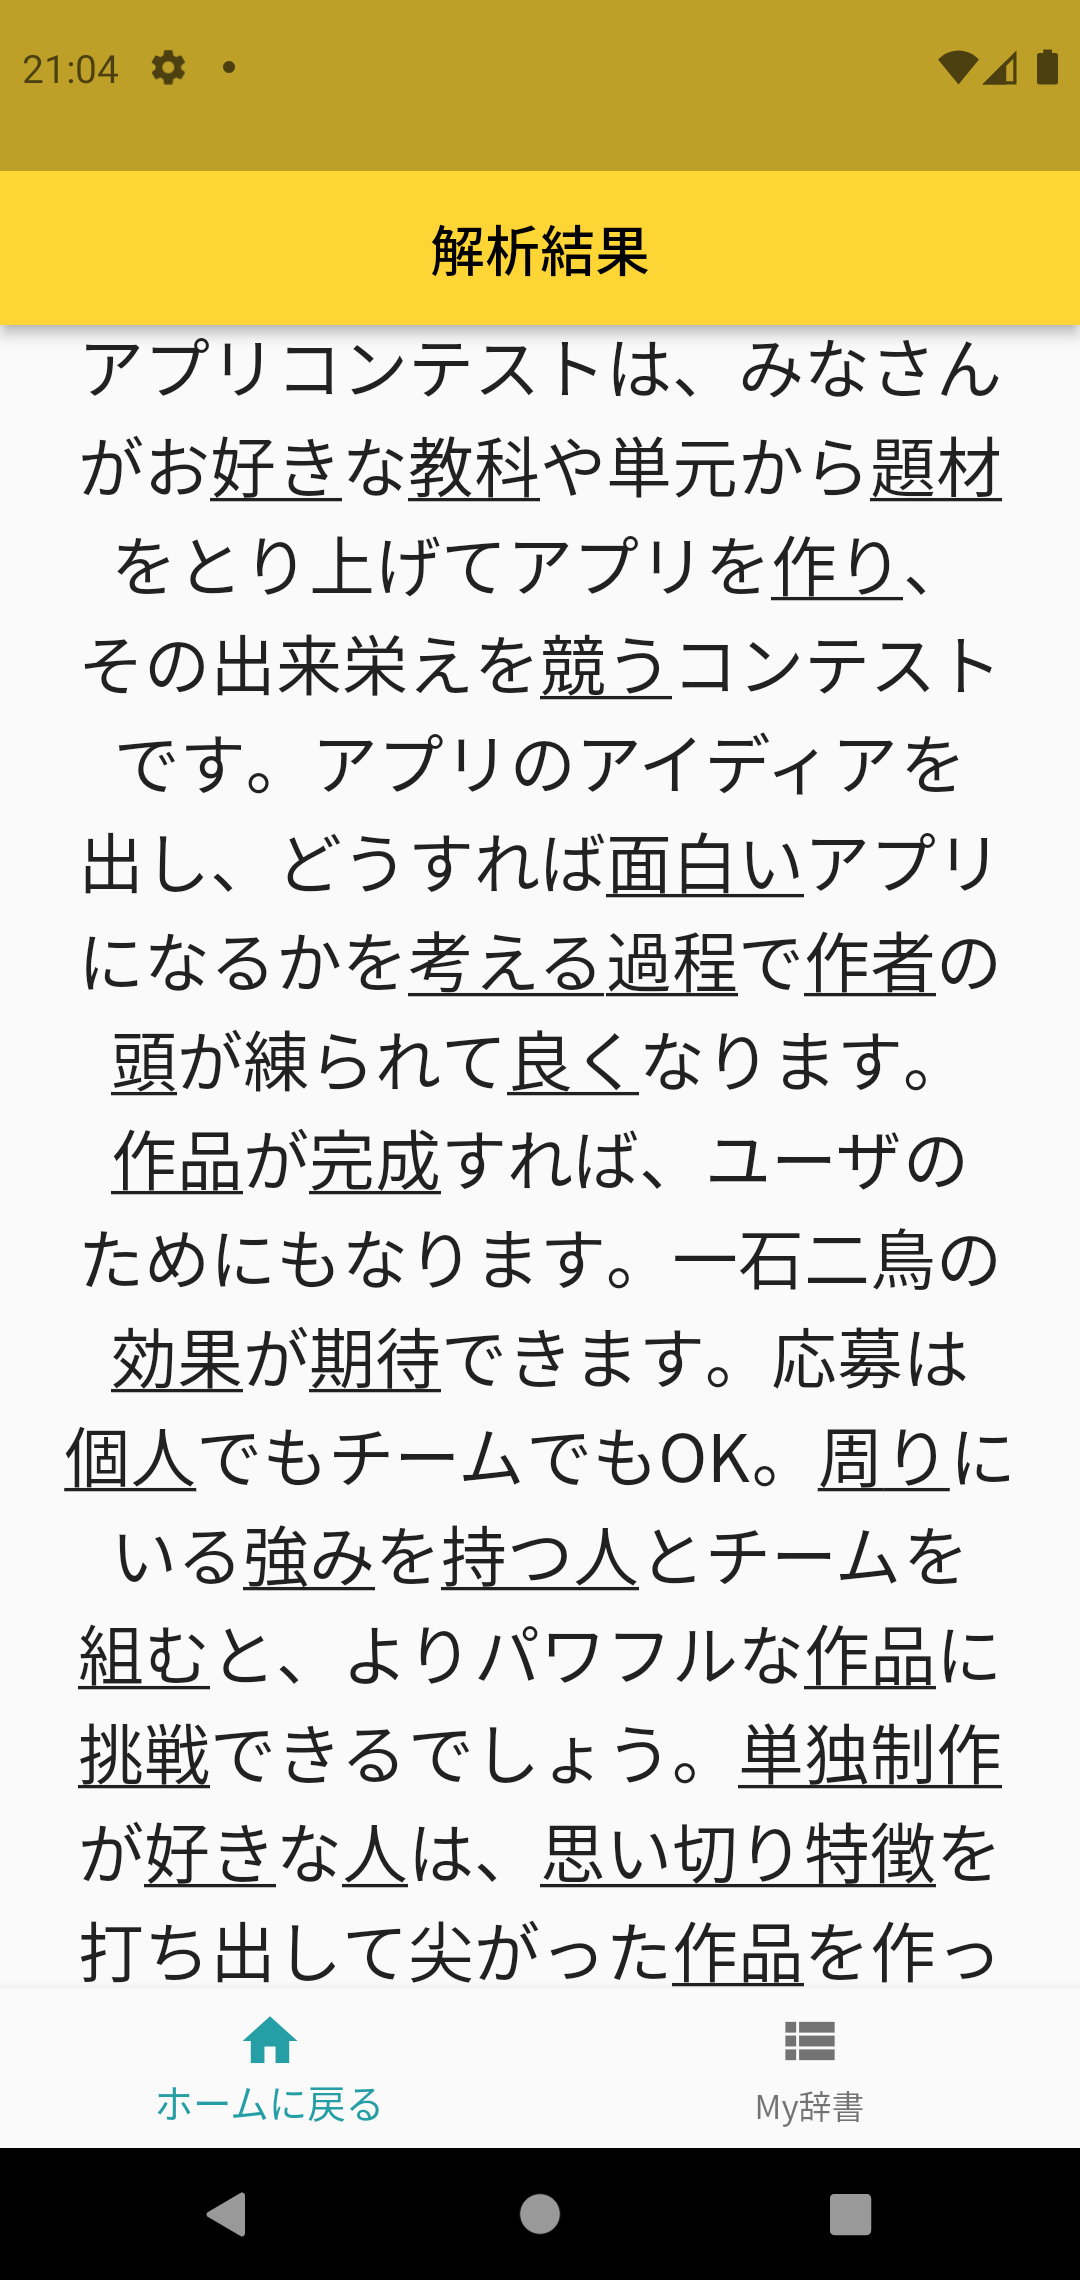 21:04
解析結果
アプリコンテストは、みなさん
がお好きな教科や単元から題材
をとり上げてアプリを作り、
その出来栄えを競うコンテスト
です。アプリのアイディアを
出し、どうすれば面白いアプリ
になるかを考える過程で作者の
頭が練られて良くなります。
作品が完成すれば、ユーザの
ためにもなります。一石二鳥の
効果が期待できます。応募は
個人でもチームでもOK。周りに
いる強みを持つ人とチームを
組むと、よりパワフルな作品に
挑戦できるでしょう。単独制作
が好きな人は、思い切り特徴を
打ち出して尖がった作品を作っ
ホームに戻る
My辞書